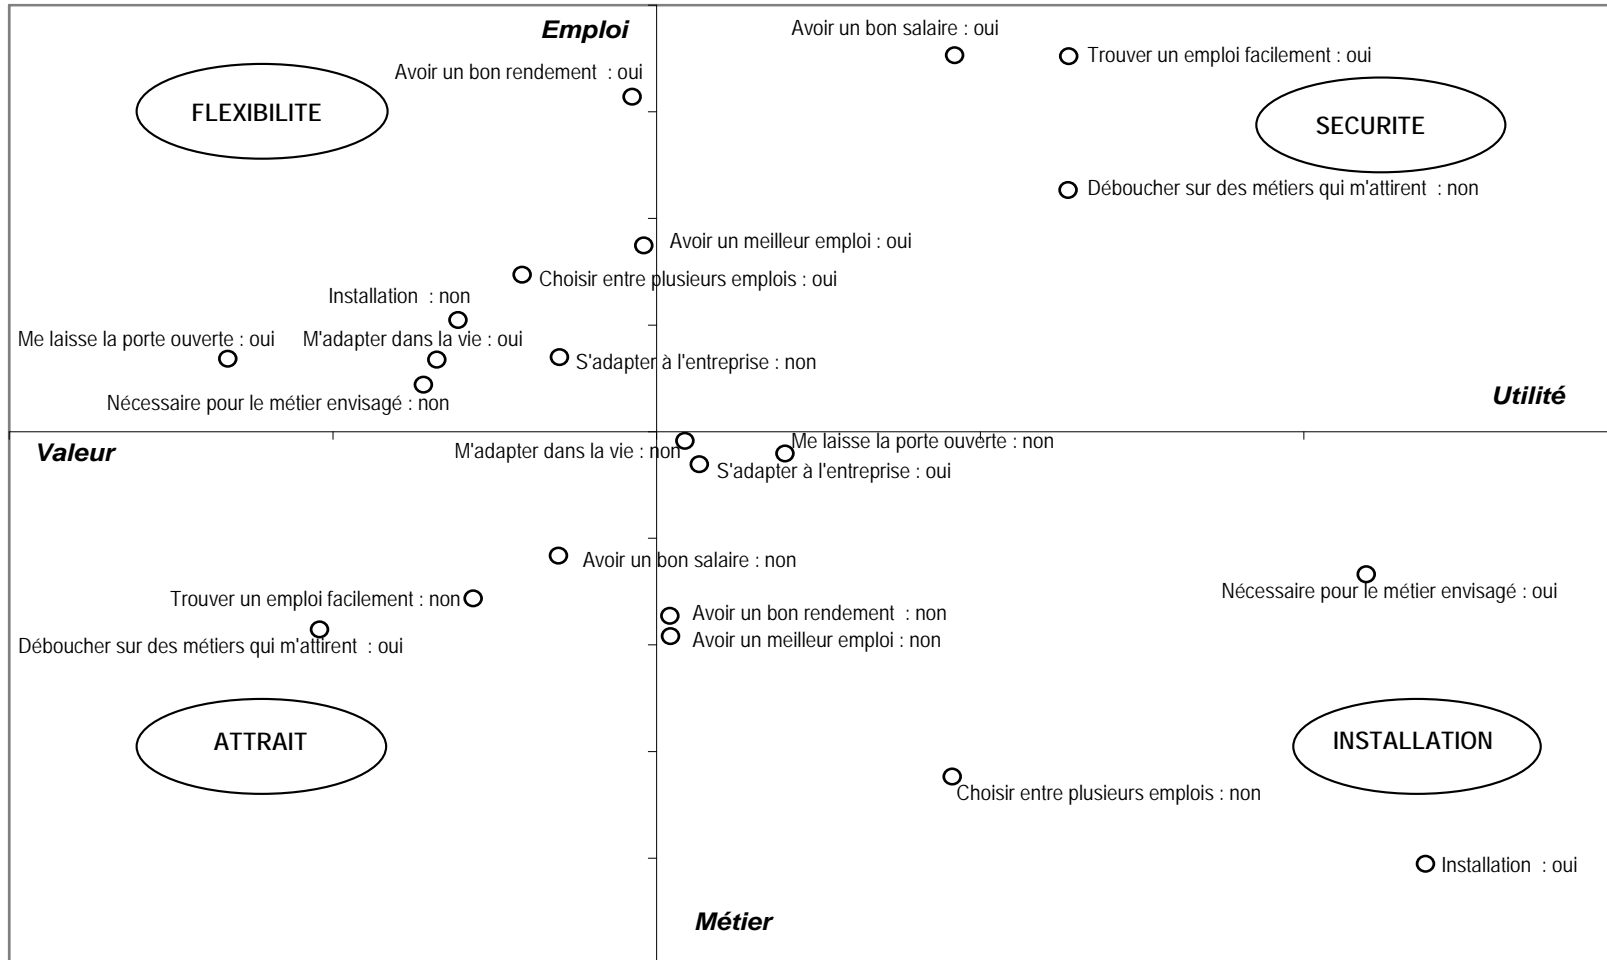 Avoir un bon salaire : oui
Emploi
Trouver un emploi facilement : oui
Avoir un bon rendement  : oui
FLEXIBILITE
SECURITE
Déboucher sur des métiers qui m'attirent  : non
Avoir un meilleur emploi : oui
Choisir entre plusieurs emplois : oui
Installation  : non
Me laisse la porte ouverte : oui
M'adapter dans la vie : oui
S'adapter à l'entreprise : non
Utilité
Nécessaire pour le métier envisagé : non
Valeur
M'adapter dans la vie : non
Me laisse la porte ouverte : non
S'adapter à l'entreprise : oui
Avoir un bon salaire : non
Nécessaire pour le métier envisagé : oui
Trouver un emploi facilement : non
Avoir un bon rendement  : non
Avoir un meilleur emploi : non
Déboucher sur des métiers qui m'attirent  : oui
ATTRAIT
INSTALLATION
Choisir entre plusieurs emplois : non
Installation  : oui
Métier